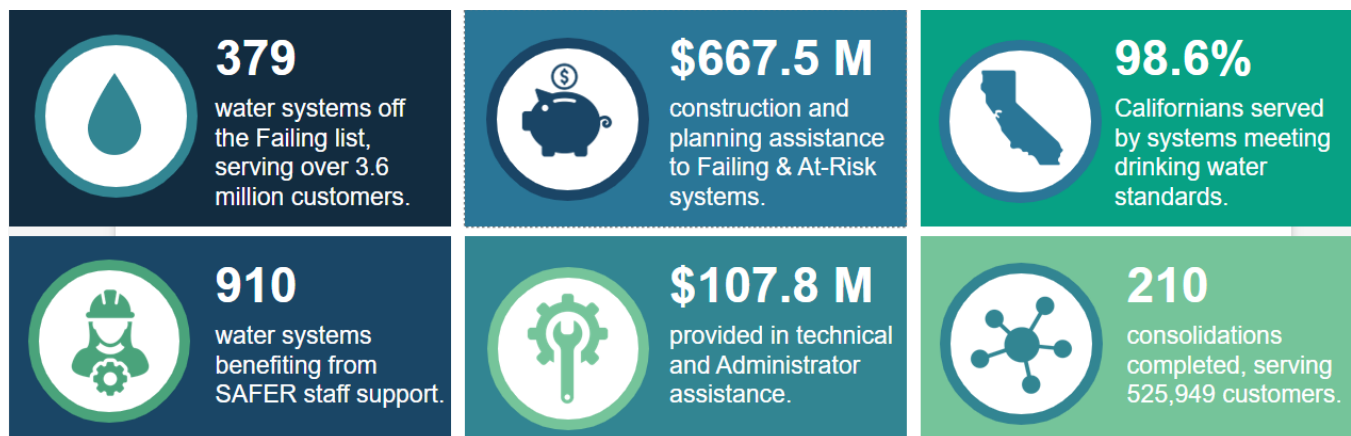 379
water systems off
the Failing list,
serving over 3.6
million customers.
$
$667.5 M
construction and
planning assistance
to Failing & At-Risk
systems.
98.6%
Californians served
by systems meeting
drinking water
standards.
910
water systems
benefiting from
SAFER staff support.
$107.8 M
provided in technical
and Administrator
assistance.
210
consolidations
completed, serving
525,949 customers.